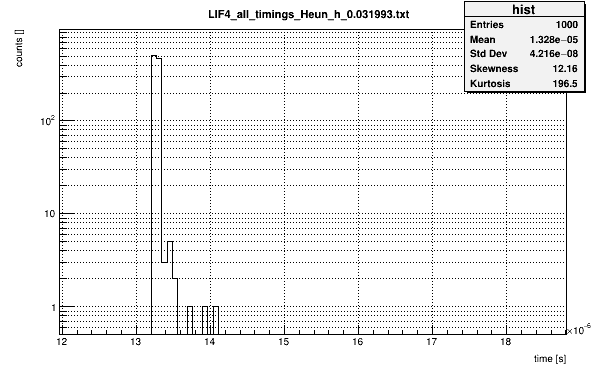 LIF4_all_timings_Heun_h_0.031993.txt
hist
Entries 1000
Mean 1.328e−05
Std Dev 4.216e−08
Skewness 12.16
Kurtosis 196.5
counts []
10²
10
1
12 13 14 15 16 17 18
×10⁻⁶
time [s]